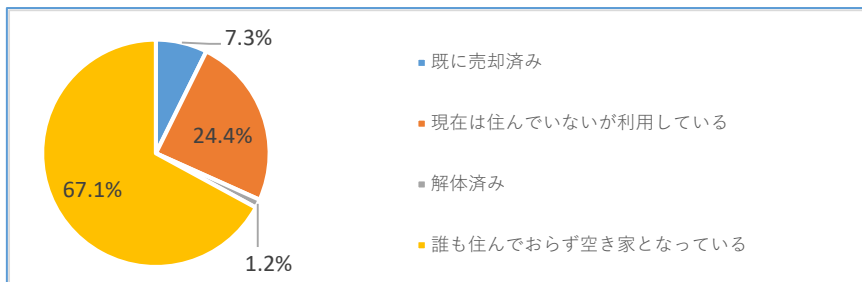 7.3%
24.4%
67.1%
1.2%
既に売却済み
現在は住んでいないが利用している
解体済み
誰も住んでおらず空き家となっている